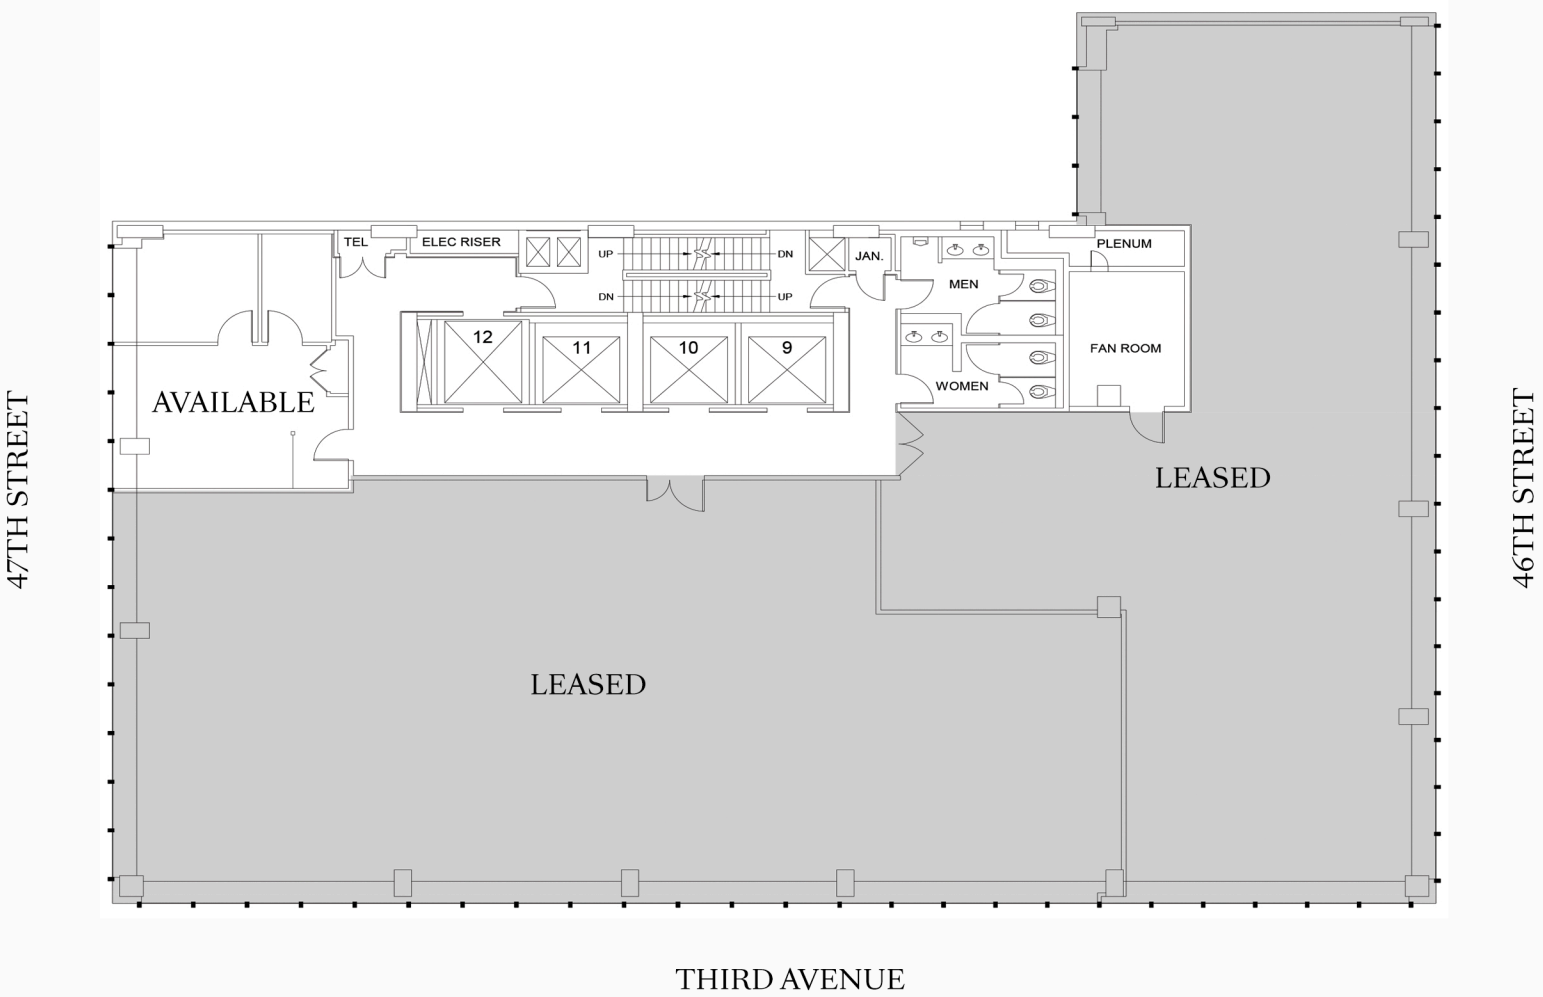 TEL
ELEC RISER
UP
DN
DN
UP
JAN.
MEN
PLENUM
12
11
10
9
FAN ROOM
WOMEN
AVAILABLE
47TH STREET
46TH STREET
LEASED
LEASED
THIRD AVENUE